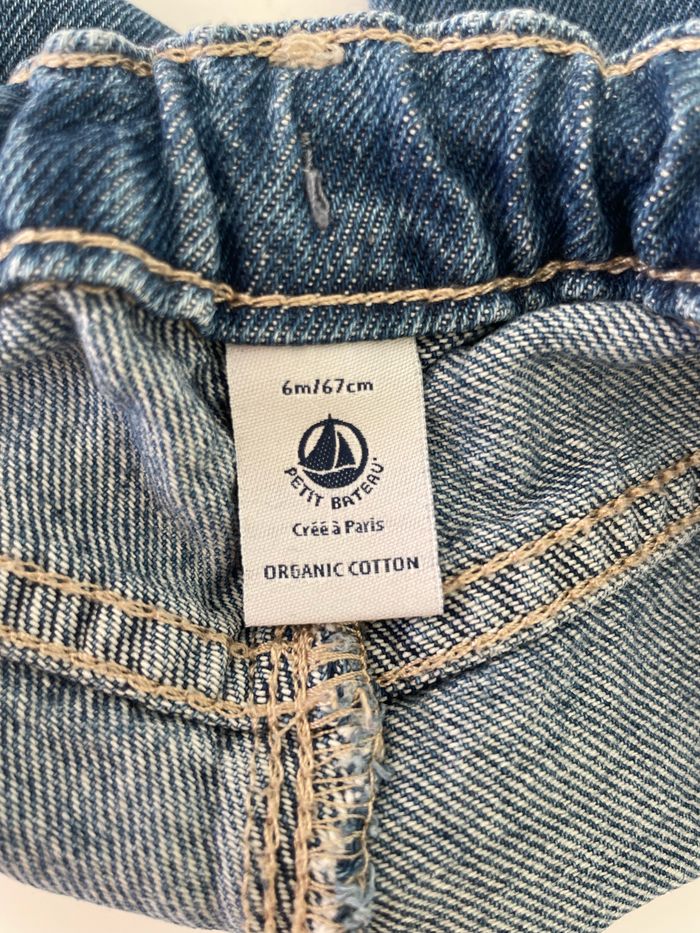 6m/67cm
PETIT BATEAU
Créé à Paris
ORGANIC COTTON